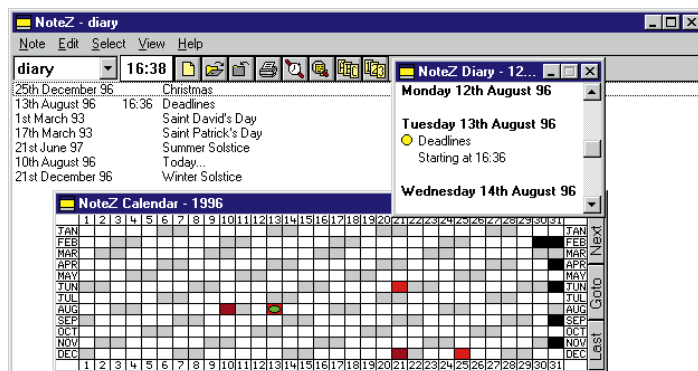 NoteZ - diary
Note Edit Select View Help
diary 16:38
25th December 96 Christmas
13th August 96 16:36 Deadlines
1st March 93 Saint David's Day
17th March 93 Saint Patrick's Day
21st June 97 Summer Solstice
10th August 96 Today...
21st December 96 Winter Solstice
NoteZ Diary - 12...
Monday 12th August 96
Tuesday 13th August 96
Deadlines
Starting at 16:36
Wednesday 14th August 96
NoteZ Calendar - 1996
1 2 3 4 5 6 7 8 9 10 11 12 13 14 15 16 17 18 19 20 21 22 23 24 25 26 27 28 29 30 31
JAN JAN
FEB FEB
MAR MAR
APR APR
MAY MAY
JUN JUN
JUL JUL
AUG AUG
SEP SEP
OCT OCT
NOV NOV
DEC DEC
1 2 3 4 5 6 7 8 9 10 11 12 13 14 15 16 17 18 19 20 21 22 23 24 25 26 27 28 29 30 31
Next
Goto
Last